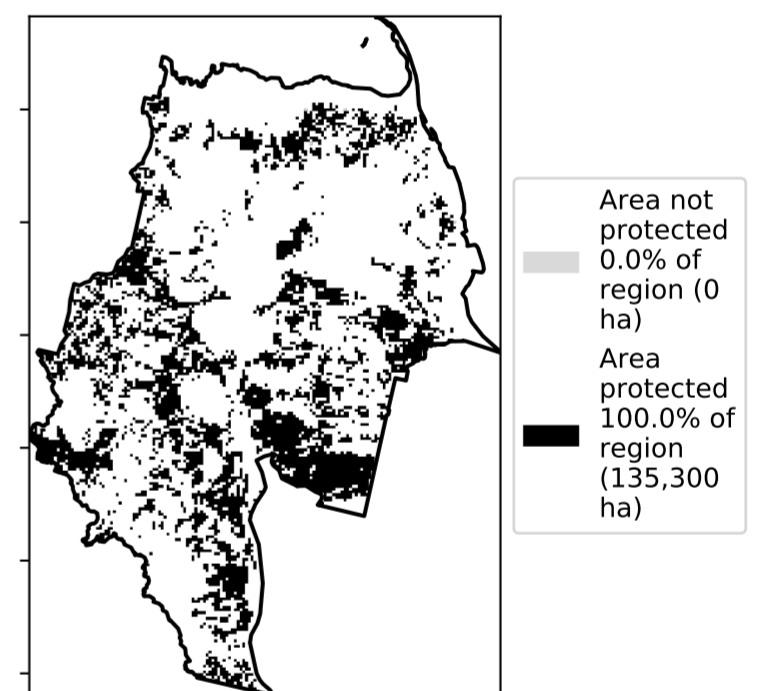 Area not
protected
0.0% of
region (0
ha)
Area
protected
100.0% of
region
(135,300
ha)